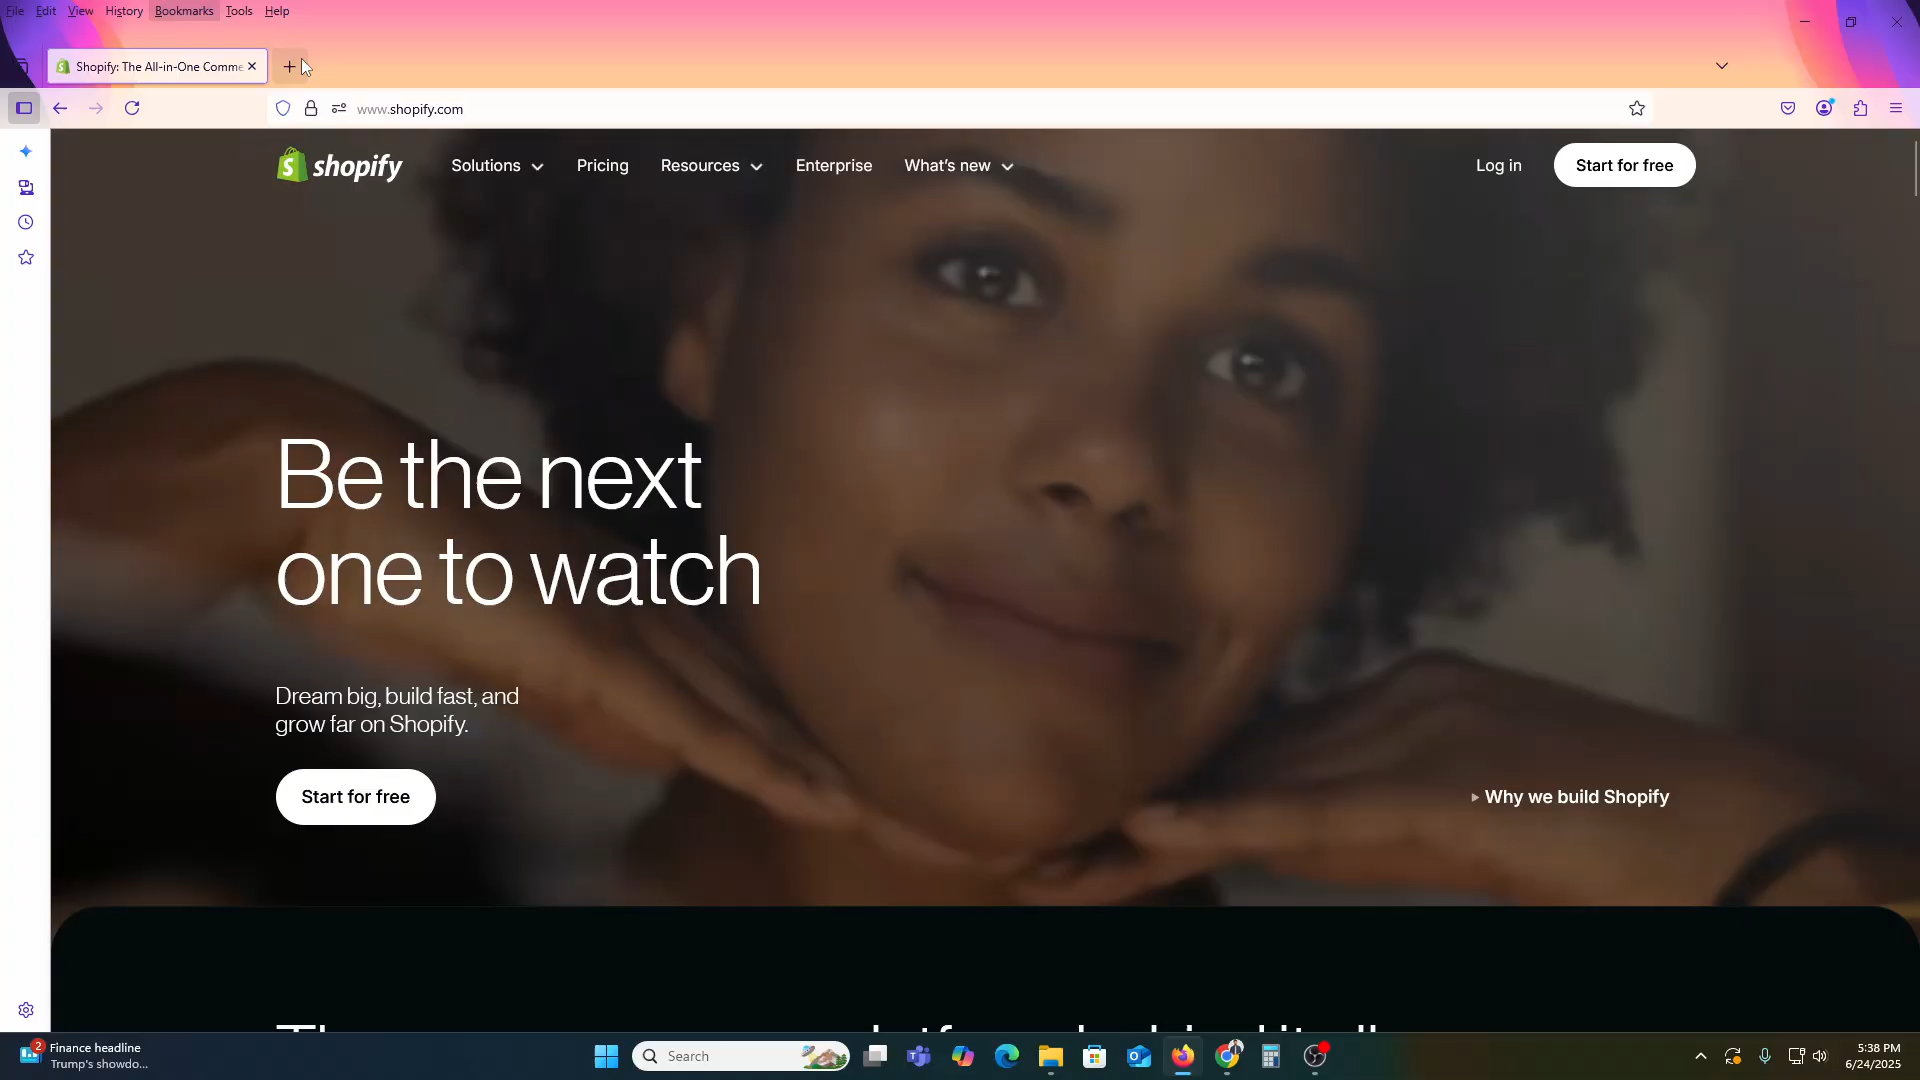 File Edit View History Bookmarks Tools Help
Shopify: The All-in-One Comme
www.shopify.com
shopify Solutions Pricing Resources Enterprise What's new Log in Start for free
Be the next
one to watch
Dream big, build fast, and
grow far on Shopify.
Start for free
Why we build Shopify
2
Finance headline
Trump's showdo...
Search
5:38 PM
6/24/2025